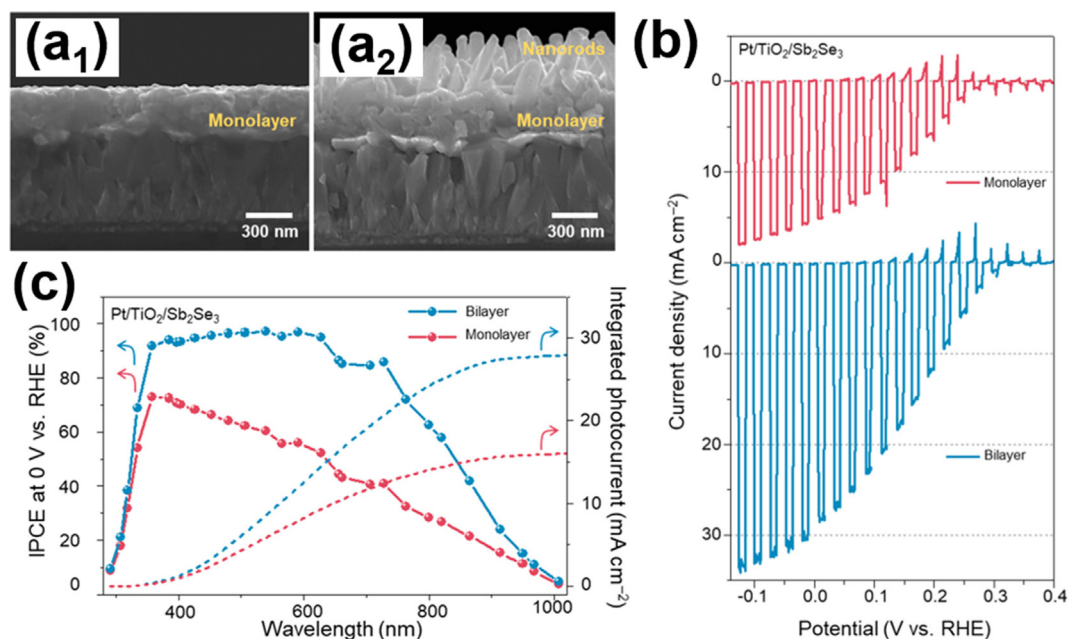 (a1)
Monolayer
300 nm
(a2)
Nanorods
Monolayer
300 nm
(b)
Pt/TiO2/Sb2Se3
0
10
Monolayer
0
10
20
30
Bilayer
Current density (mA cm−2)
-0.1 0.0 0.1 0.2 0.3 0.4
Potential (V vs. RHE)
(c)
Pt/TiO2/Sb2Se3
Bilayer
Monolayer
IPCE at 0 V vs. RHE (%)
100
80
60
40
20
0
30
20
10
0
Integrated photocurrent (mA cm−2)
400 600 800 1000
Wavelength (nm)